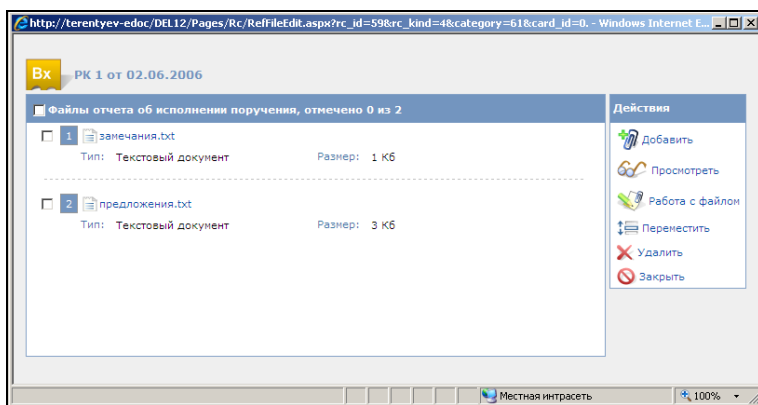 http://terentyev-edoc/DEL12/Pages/Rc/RefFileEdit.aspx?rc_id=59&rc_kind=4&category=61&card_id=0. - Windows Internet E...
Вх РК 1 от 02.06.2006
Файлы отчета об исполнении поручения, отмечено 0 из 2
1 замечания.txt
Тип: Текстовый документ Размер: 1 Кб
2 предложения.txt
Тип: Текстовый документ Размер: 3 Кб
Действия
Добавить
Просмотреть
Работа с файлом
Переместить
Удалить
Закрыть
Местная интрасеть 100%